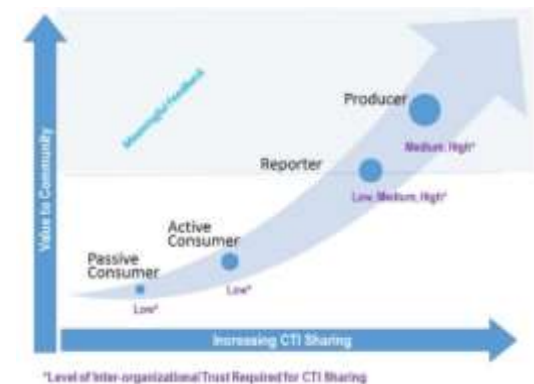 Meaningful Feedback
Producer
Medium, High*
Reporter
Low, Medium, High*
Active
Consumer
Low*
Passive
Consumer
Low*
Value to Community
Increasing CTI Sharing
*Level of Inter-organizational Trust Required for CTI Sharing